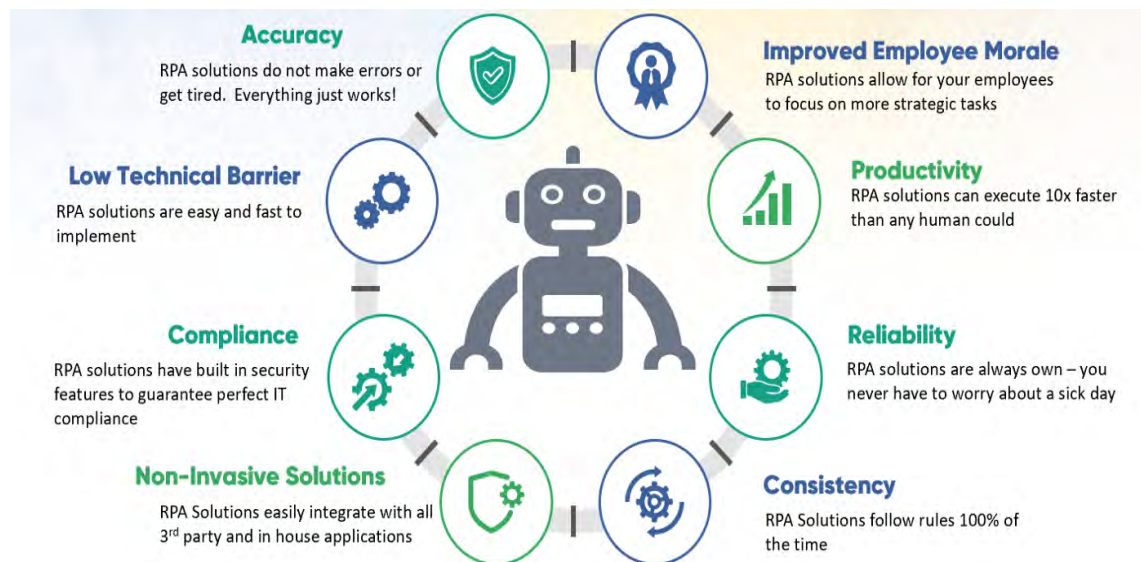 Accuracy
RPA solutions do not make errors or
get tired. Everything just works!
Improved Employee Morale
RPA solutions allow for your employees
to focus on more strategic tasks
Low Technical Barrier
RPA solutions are easy and fast to
implement
Productivity
RPA solutions can execute 10x faster
than any human could
Compliance
RPA solutions have built in security
features to guarantee perfect IT
compliance
Reliability
RPA solutions are always own – you
never have to worry about a sick day
Non-Invasive Solutions
RPA Solutions easily integrate with all
3rd party and in house applications
Consistency
RPA Solutions follow rules 100% of
the time